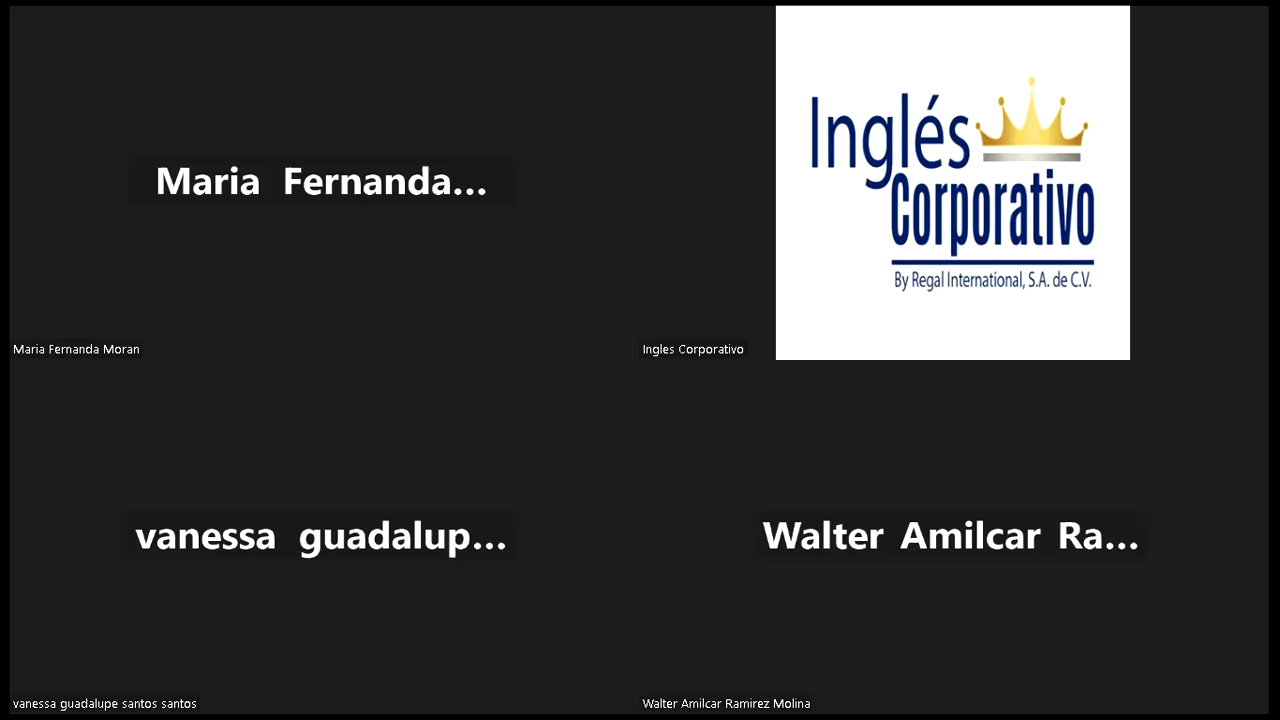 Maria Fernanda...
Maria Fernanda Moran
Inglés
Corporativo
By Regal International, S.A. de C.V.
Ingles Corporativo
vanessa guadalup...
vanessa guadalupe santos santos
Walter Amilcar Ra...
Walter Amilcar Ramirez Molina